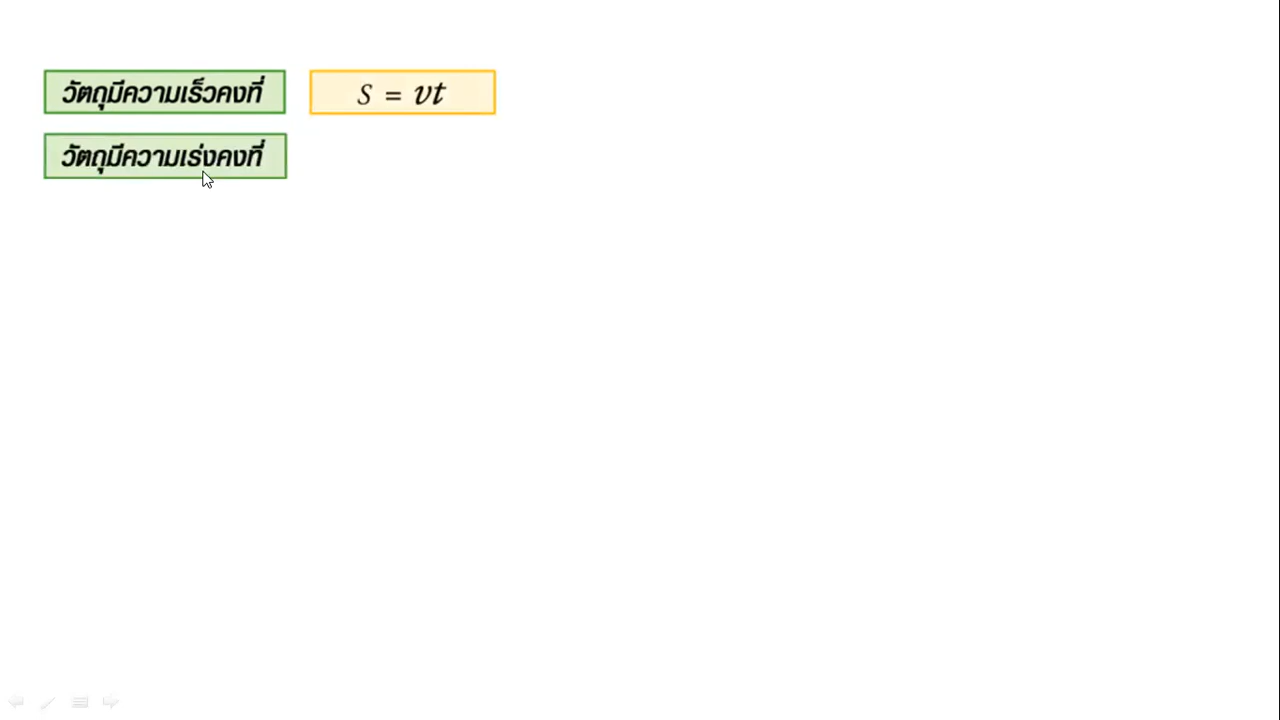 วัตถุมีความเร็วคงที่
S = vt
วัตถุมีความเร่งคงที่